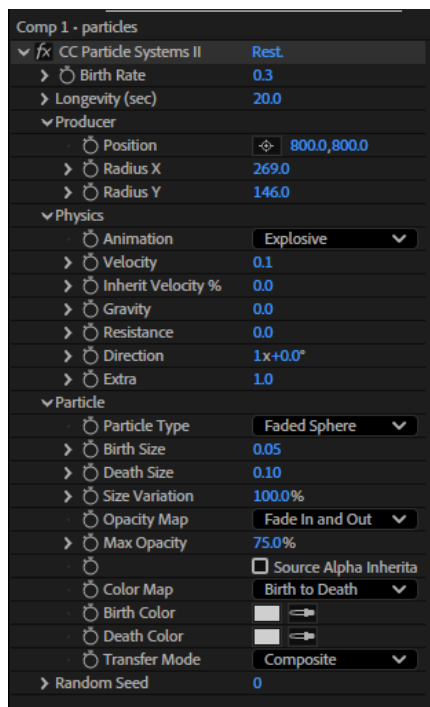 Comp 1 • particles
fx CC Particle Systems II Rest.
Birth Rate 0.3
Longevity (sec) 20.0
Producer
Position 800.0,800.0
Radius X 269.0
Radius Y 146.0
Physics
Animation Explosive
Velocity 0.1
Inherit Velocity % 0.0
Gravity 0.0
Resistance 0.0
Direction 1x+0.0°
Extra 1.0
Particle
Particle Type Faded Sphere
Birth Size 0.05
Death Size 0.10
Size Variation 100.0%
Opacity Map Fade In and Out
Max Opacity 75.0%
Source Alpha Inherita
Color Map Birth to Death
Birth Color
Death Color
Transfer Mode Composite
Random Seed 0